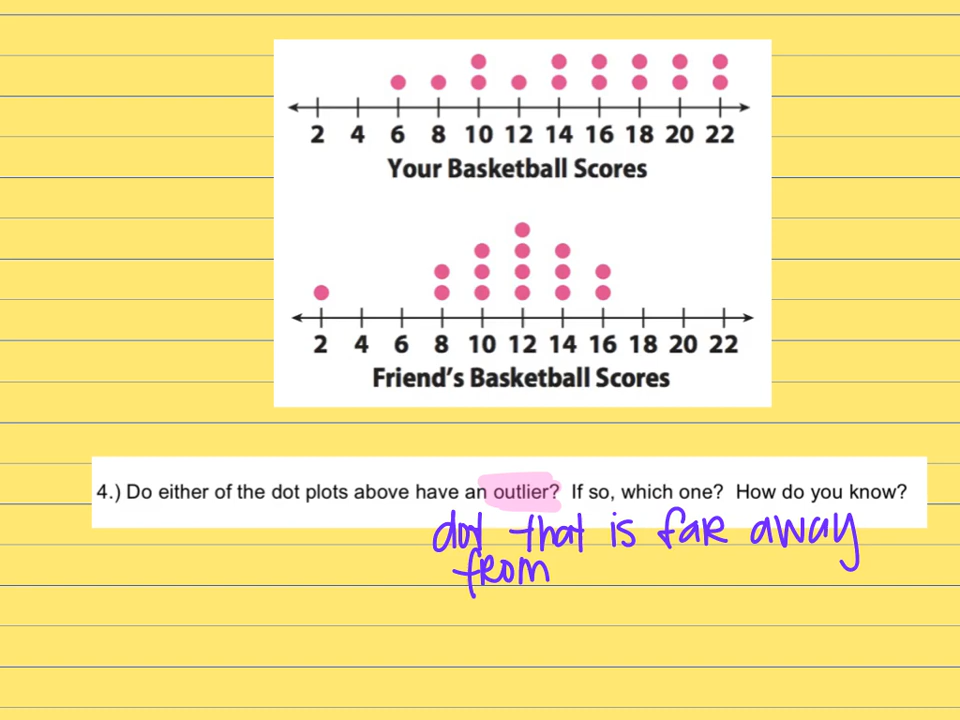 2 4 6 8 10 12 14 16 18 20 22
Your Basketball Scores
2 4 6 8 10 12 14 16 18 20 22
Friend's Basketball Scores
4.) Do either of the dot plots above have an outlier? If so, which one? How do you know?
dot that is far away
from